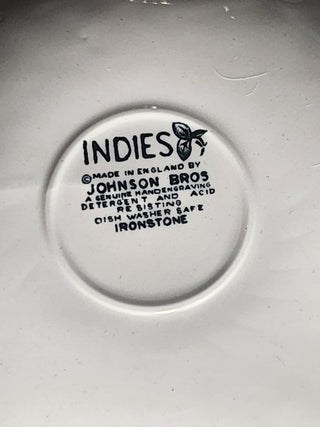 INDIES
© MADE IN ENGLAND BY
JOHNSON BROS
A GENUINE HANDENGRAVING
DETERGENT AND ACID
RESISTING
DISH WASHER SAFE
IRONSTONE